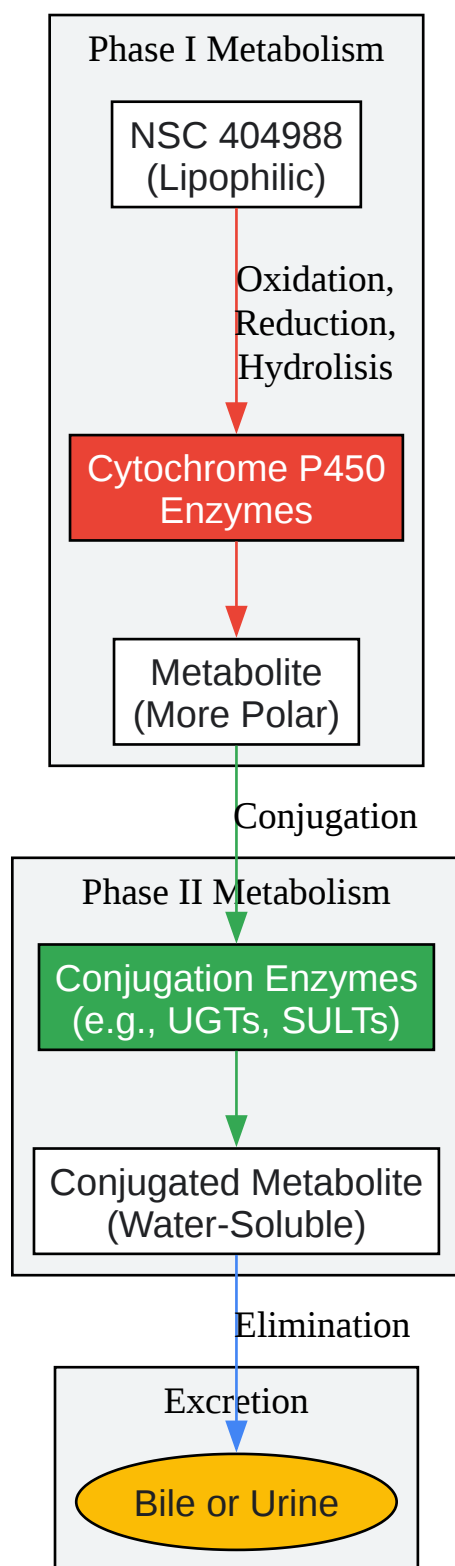 Phase I Metabolism
NSC 404988
(Lipophilic)
Oxidation,
Reduction,
Hydrolisis
Cytochrome P450
Enzymes
Metabolite
(More Polar)
Conjugation
Phase II Metabolism
Conjugation Enzymes
(e.g., UGTs, SULTs)
Conjugated Metabolite
(Water-Soluble)
Elimination
Excretion
Bile or Urine